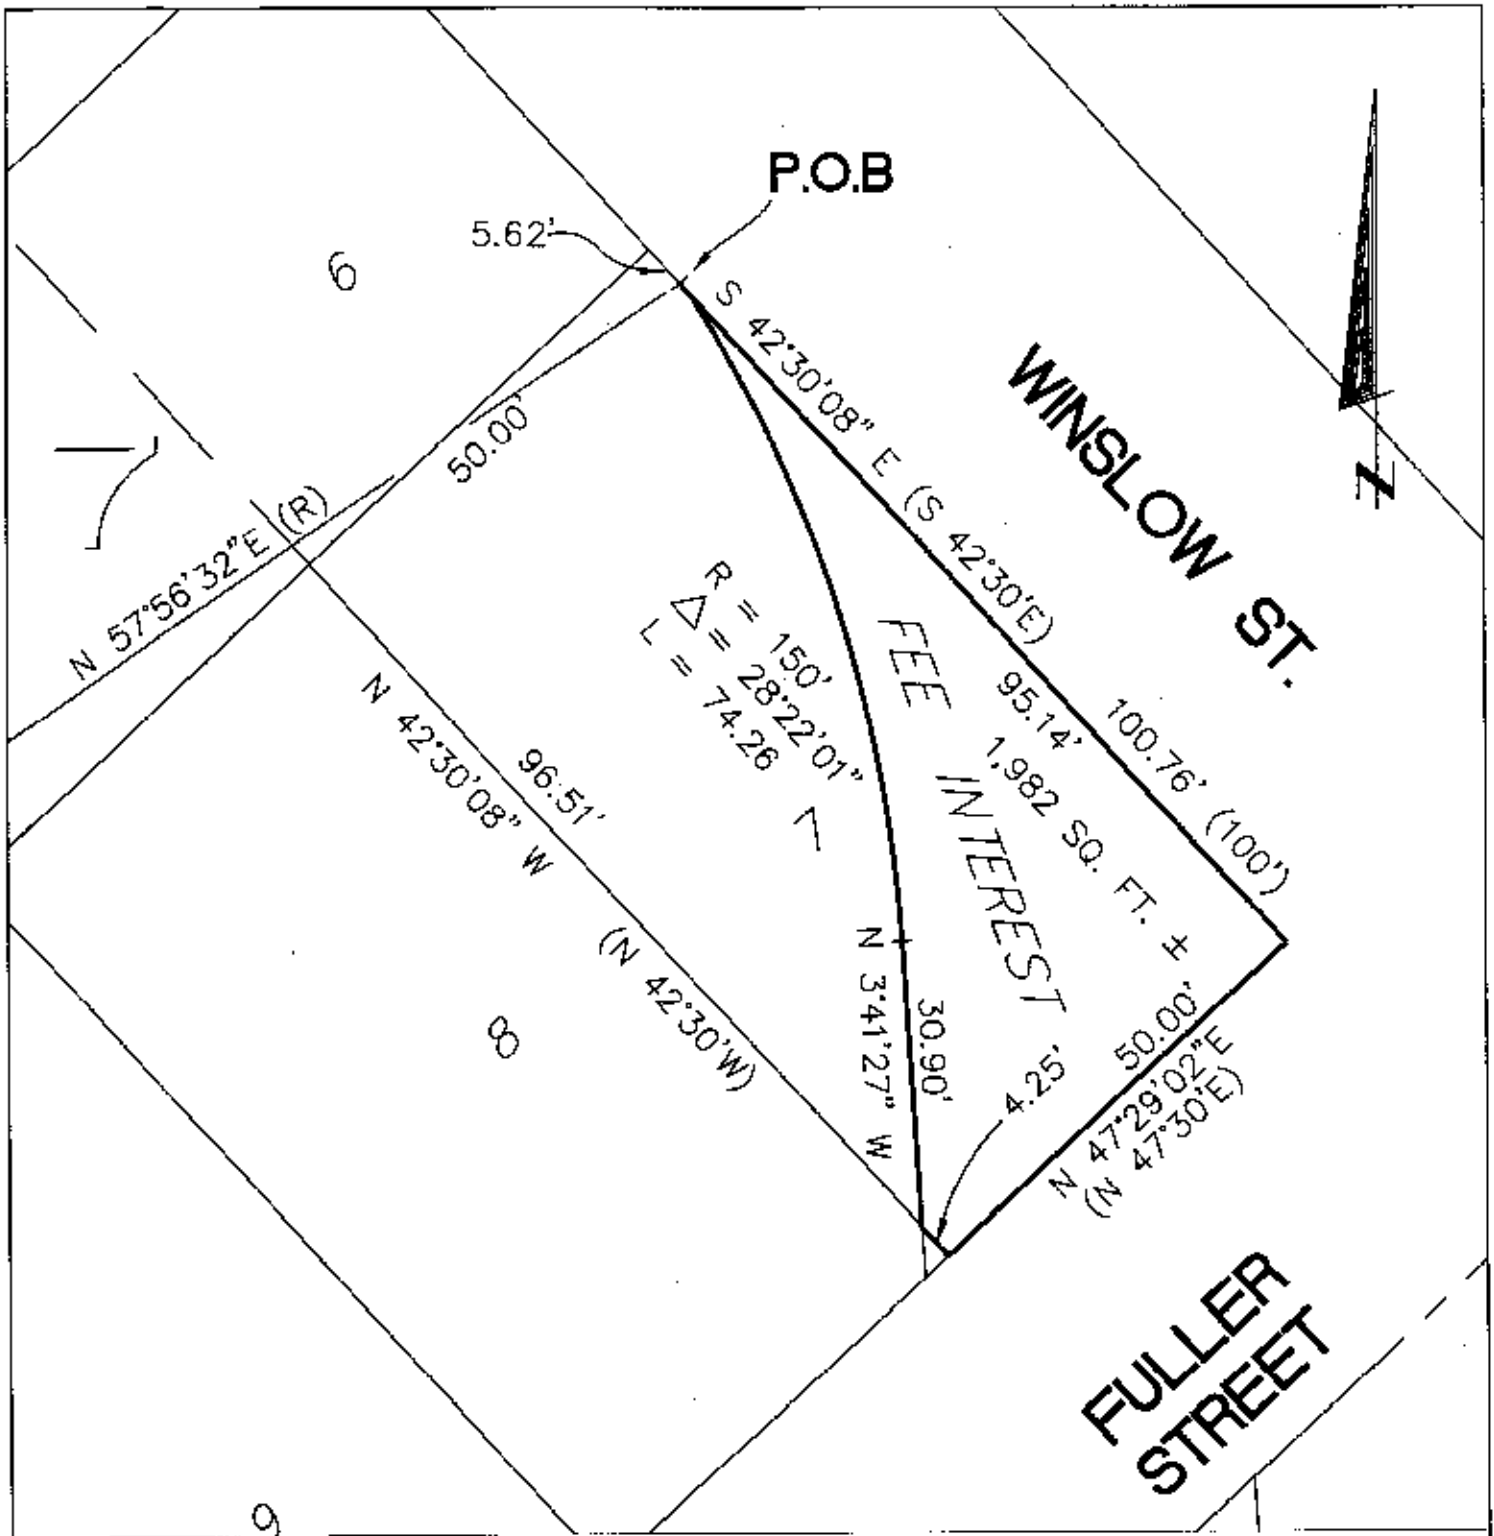 P.O.B
5.62'
6
S 42°30'08" E (S 42°30'E)
WINSLOW ST.
N
50.00'
N 57°56'32"E (R)
R = 150'
Δ = 28°22'01"
L = 74.26
7
FEE INTEREST
95.14'
100.76' (100')
1,982 SQ. FT. ±
96.51'
N 42°30'08" W
(N 42°30'W)
N 3°41'27" W
30.90'
4.25'
50.00'
N 47°29'02"E
(N 47°30'E)
8
FULLER
STREET
9